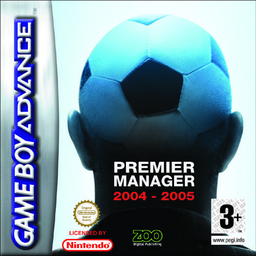 GAME BOY ADVANCE
PREMIER
MANAGER
2004 - 2005
3+
www.pegi.info
LICENSED BY
Nintendo
ZOO
Digital Publishing